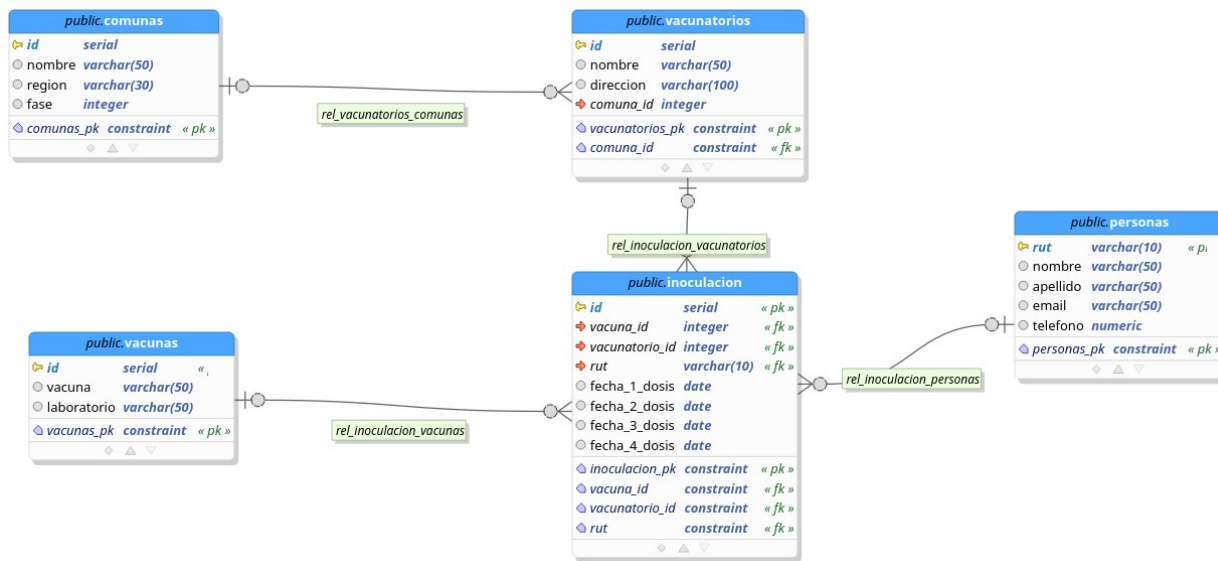 public.comunas
id serial
nombre varchar(50)
region varchar(30)
fase integer
comunas_pk constraint « pk »
rel_vacunatorios_comunas
public.vacunatorios
id serial
nombre varchar(50)
direccion varchar(100)
comuna_id integer
vacunatorios_pk constraint « pk »
comuna_id constraint « fk »
rel_inoculacion_vacunatorios
public.personas
rut varchar(10)
nombre varchar(50)
apellido varchar(50)
email varchar(50)
telefono numeric
personas_pk constraint « pk »
rel_inoculacion_personas
public.inoculacion
id serial « pk »
vacuna_id integer « fk »
vacunatorio_id integer « fk »
rut varchar(10) « fk »
fecha_1_dosis date
fecha_2_dosis date
fecha_3_dosis date
fecha_4_dosis date
inoculacion_pk constraint « pk »
vacuna_id constraint « fk »
vacunatorio_id constraint « fk »
rut constraint « fk »
public.vacunas
id serial «
vacuna varchar(50)
laboratorio varchar(50)
vacunas_pk constraint « pk »
rel_inoculacion_vacunas